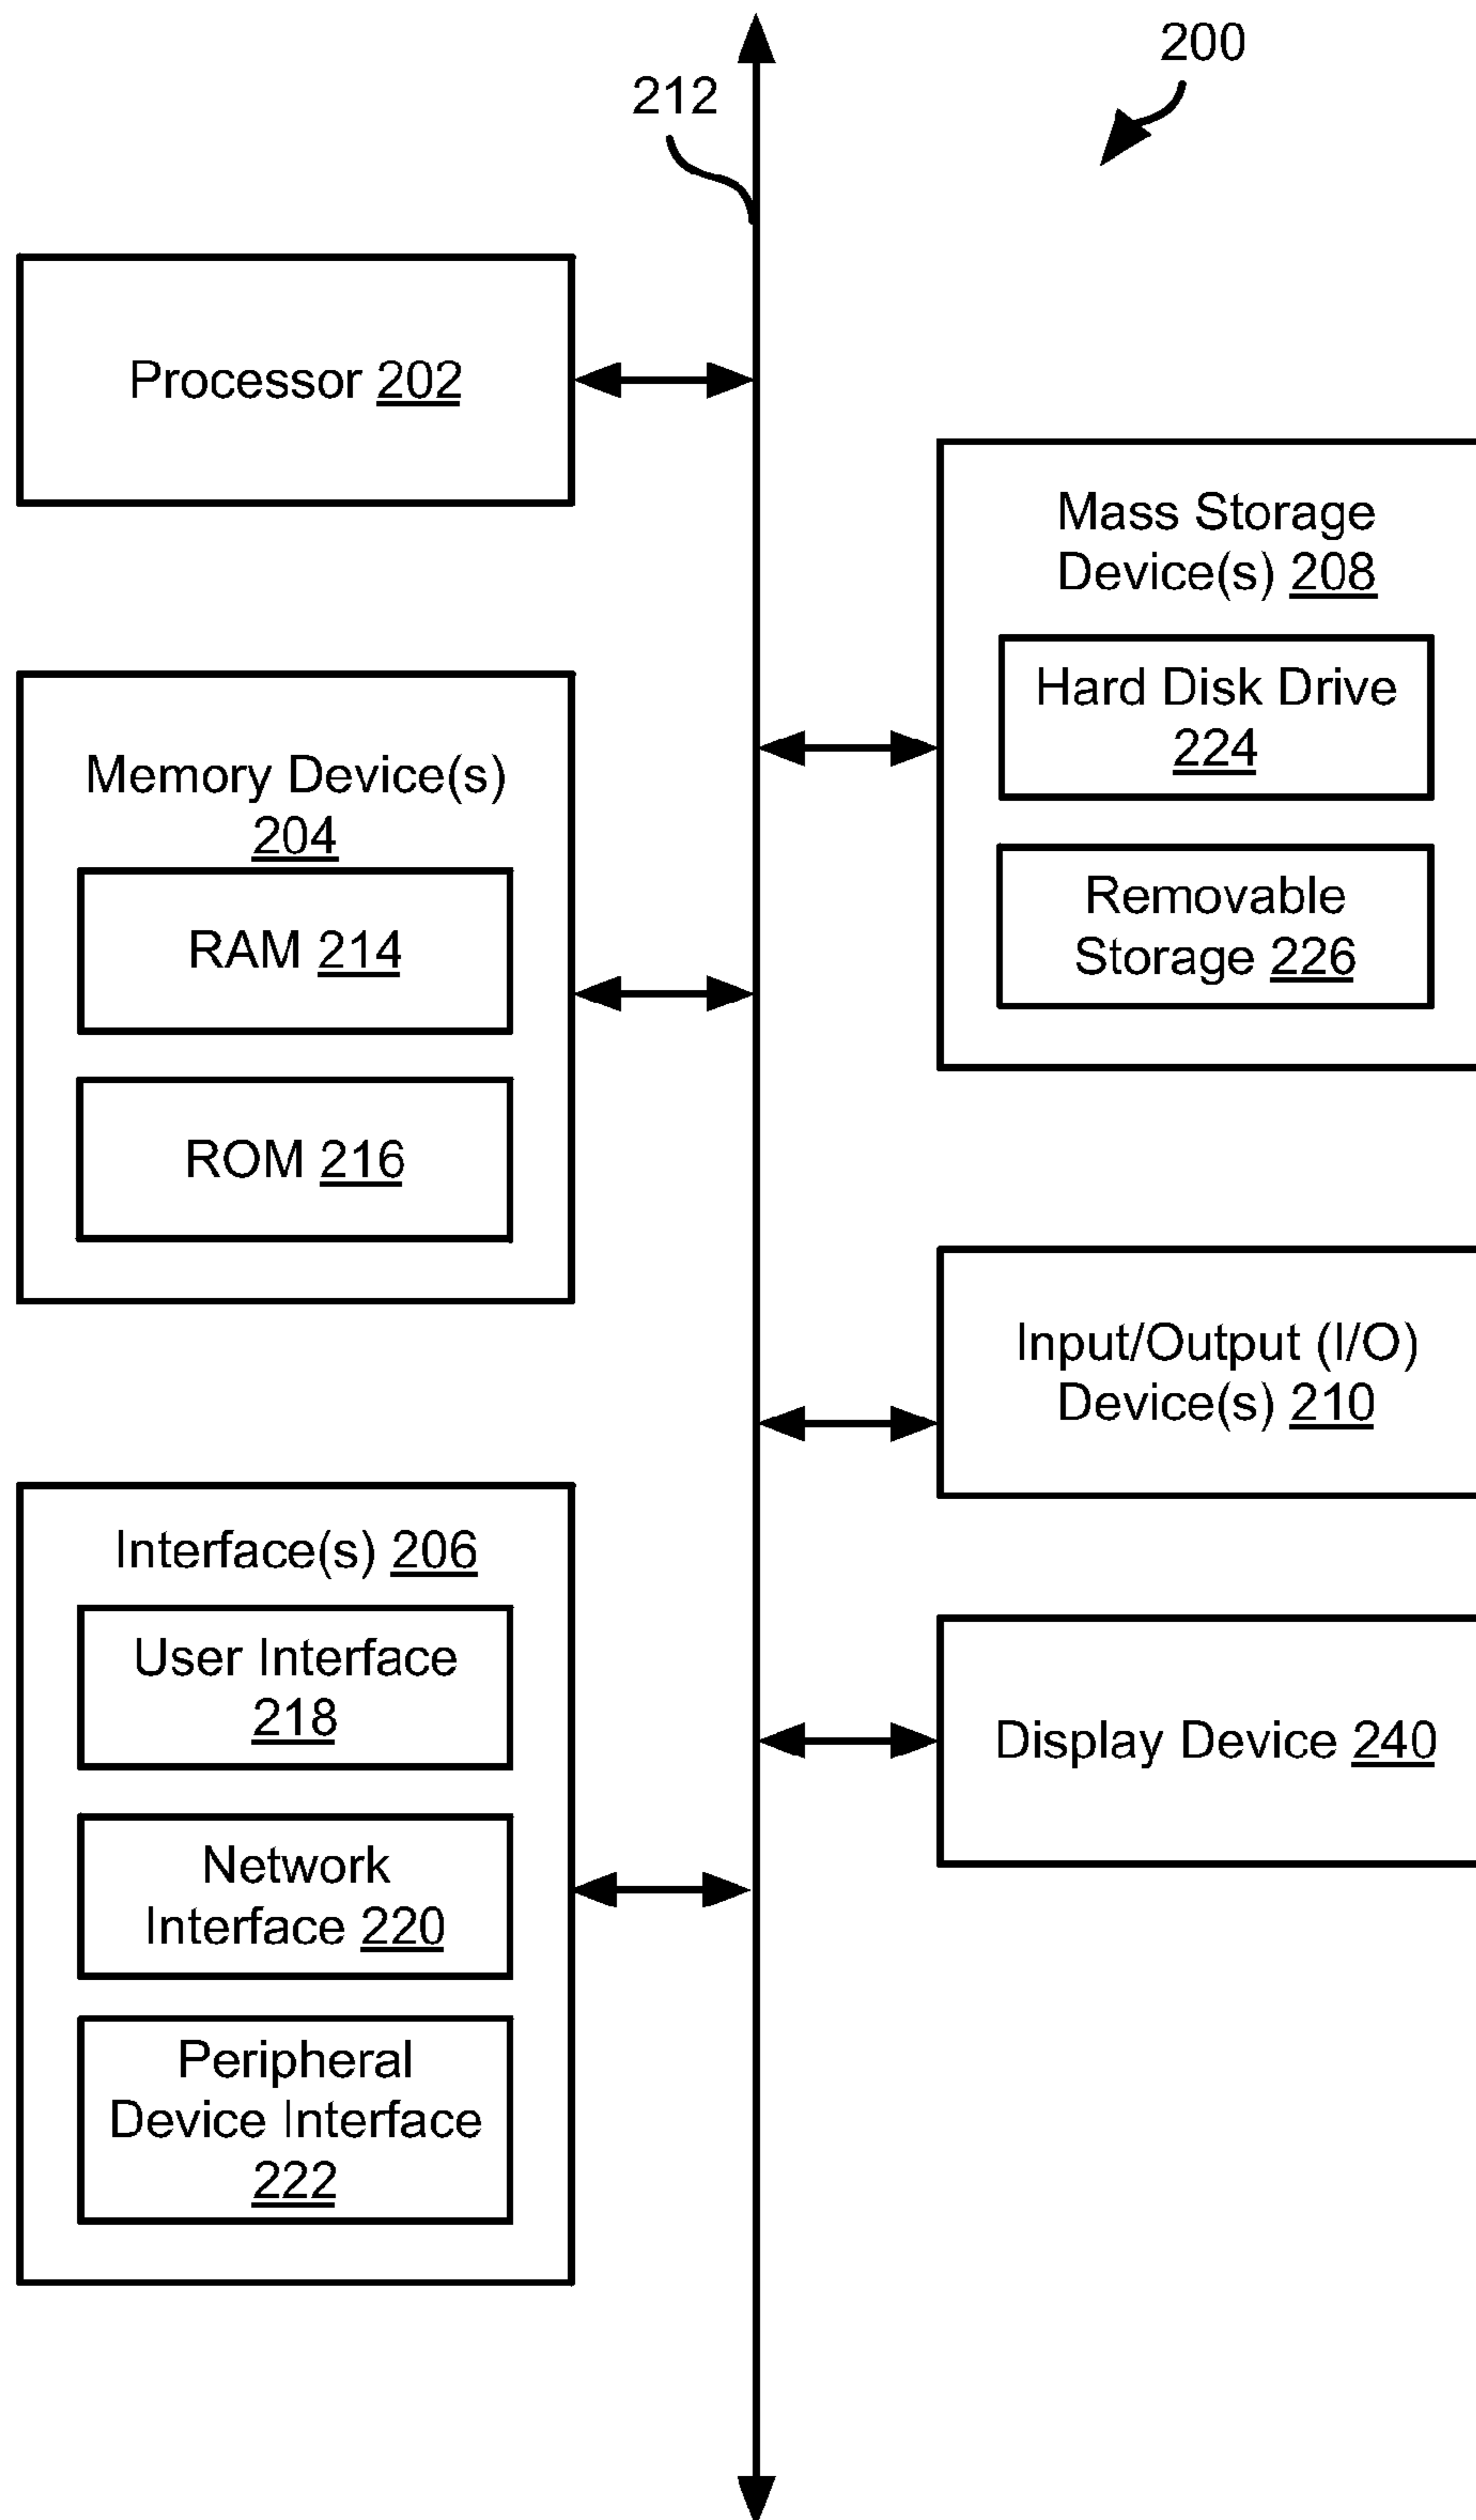 200
212
Processor 202
Mass Storage
Device(s) 208
Hard Disk Drive
224
Removable
Storage 226
Memory Device(s)
204
RAM 214
ROM 216
Input/Output (I/O)
Device(s) 210
Interface(s) 206
User Interface
218
Network
Interface 220
Peripheral
Device Interface
222
Display Device 240